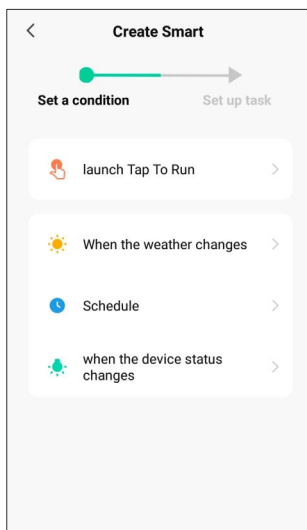 Create Smart
Set a condition
Set up task
launch Tap To Run
When the weather changes
Schedule
when the device status
changes